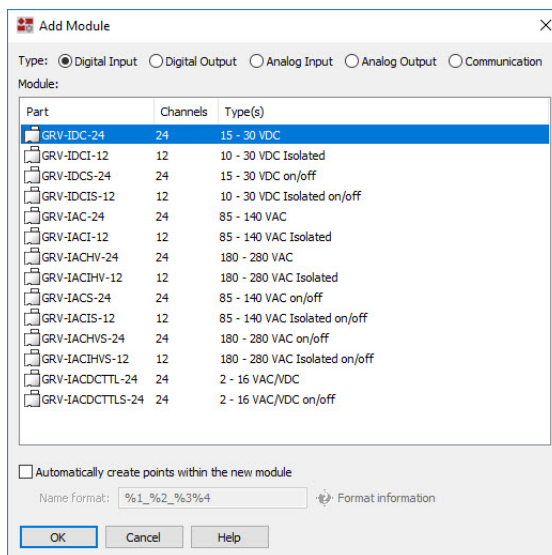 Add Module
Type: Digital Input Digital Output Analog Input Analog Output Communication
Module:
Part Channels Type(s)
GRV-IDC-24 24 15 - 30 VDC
GRV-IDCI-12 12 10 - 30 VDC Isolated
GRV-IDCS-24 24 15 - 30 VDC on/off
GRV-IDCIS-12 12 10 - 30 VDC Isolated on/off
GRV-IAC-24 24 85 - 140 VAC
GRV-IACI-12 12 85 - 140 VAC Isolated
GRV-IACHV-24 24 180 - 280 VAC
GRV-IACIHV-12 12 180 - 280 VAC Isolated
GRV-IACS-24 24 85 - 140 VAC on/off
GRV-IACIS-12 12 85 - 140 VAC Isolated on/off
GRV-IACHVS-24 24 180 - 280 VAC on/off
GRV-IACIHVS-12 12 180 - 280 VAC Isolated on/off
GRV-IACDCTTL-24 24 2 - 16 VAC/VDC
GRV-IACDCTTLS-24 24 2 - 16 VAC/VDC on/off
Automatically create points within the new module
Name format: %1_%2_%3%4 Format information
OK Cancel Help